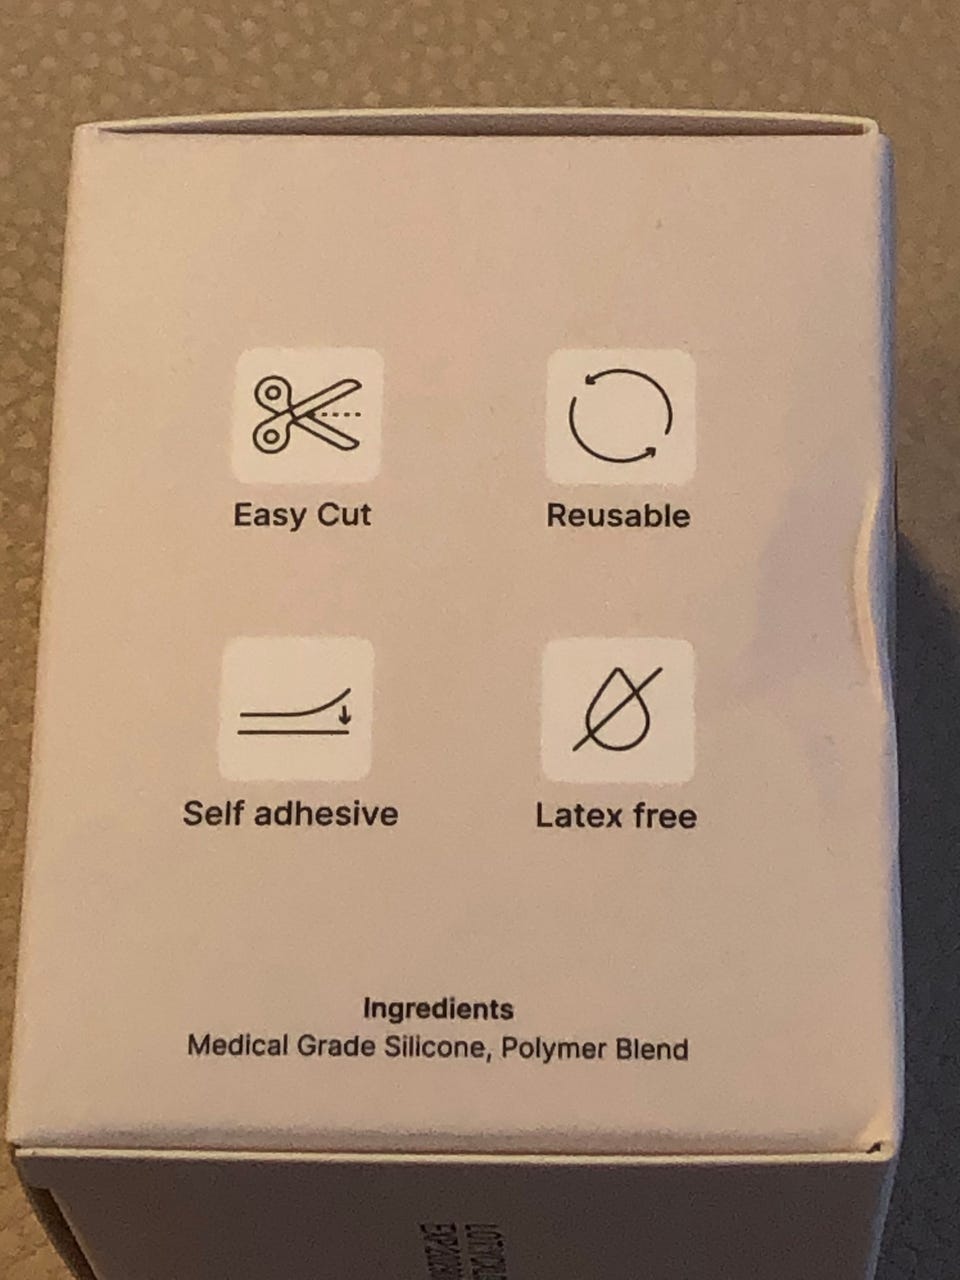 Easy Cut
Reusable
Self adhesive
Latex free
Ingredients
Medical Grade Silicone, Polymer Blend